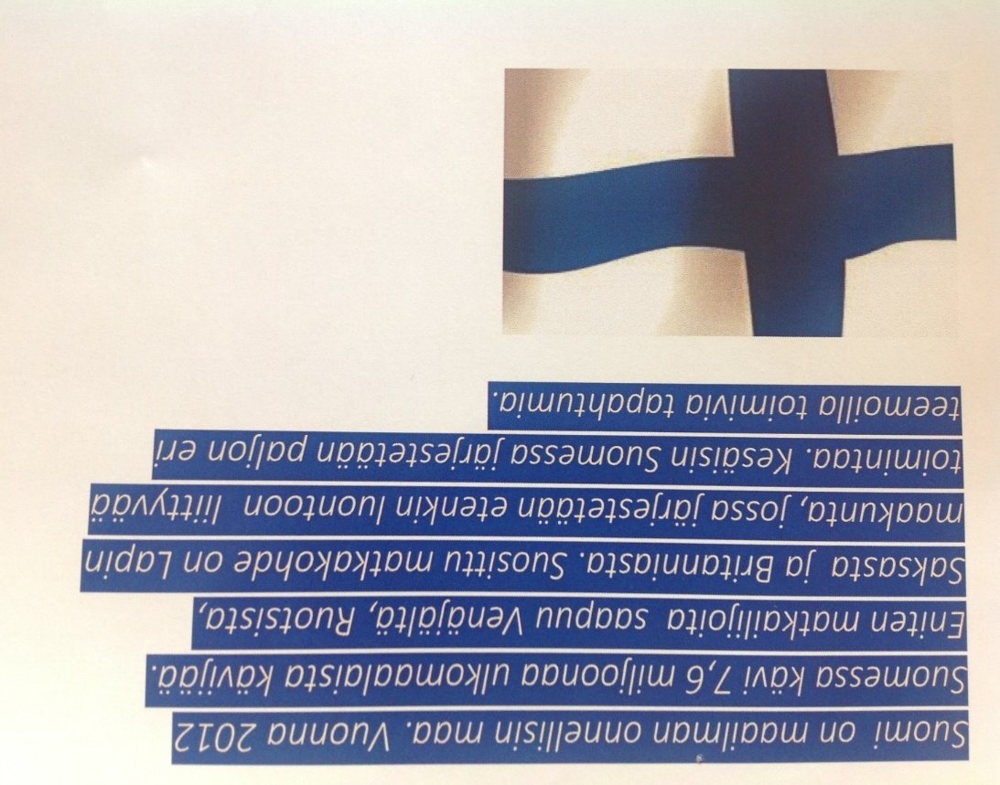 Suomi on maailman onnellisin maa. Vuonna 2012
Suomessa kävi 7,6 miljoonaa ulkomaalaista kävijää.
Eniten matkailijoita saapuu Venäjältä, Ruotsista,
Saksasta ja Britanniasta. Suosittu matkakohde on Lapin
maakunta, jossa järjestetään etenkin luontoon liittyvää
toimintaa. Kesäisin Suomessa järjestetään paljon eri
teemoilla toimivia tapahtumia.